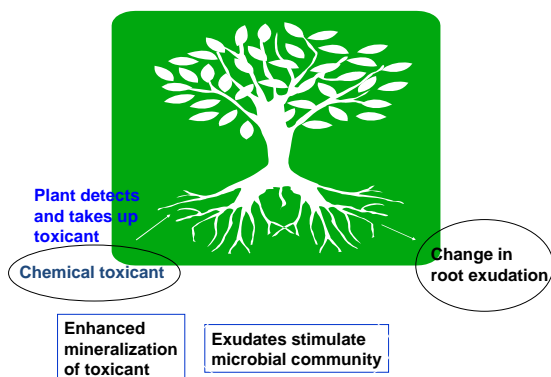 Plant detects
and takes up
toxicant
Chemical toxicant
Change in
root exudation
Enhanced
mineralization
of toxicant
Exudates stimulate
microbial community